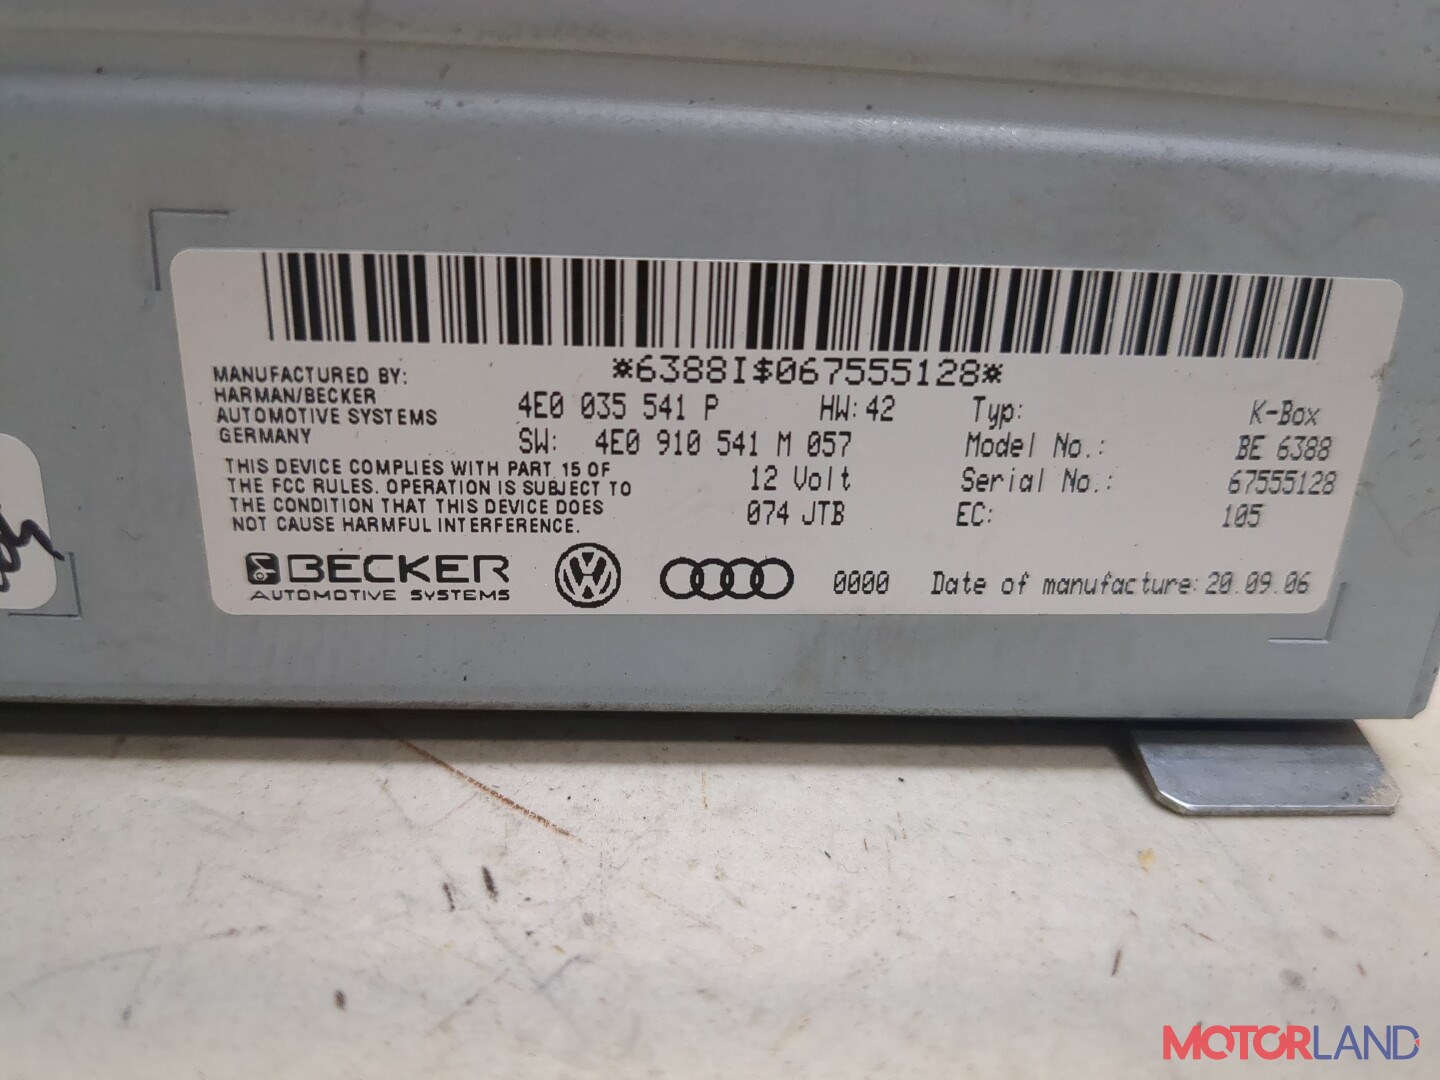 *6388I$067555128*
MANUFACTURED BY:
HARMAN/BECKER
AUTOMOTIVE SYSTEMS
GERMANY
4E0 035 541 P HW: 42 Typ: K-Box
SW: 4E0 910 541 M 057 Model No.: BE 6388
12 Volt Serial No.: 67555128
074 JTB EC: 105
THIS DEVICE COMPLIES WITH PART 15 OF
THE FCC RULES. OPERATION IS SUBJECT TO
THE CONDITION THAT THIS DEVICE DOES
NOT CAUSE HARMFUL INTERFERENCE.
BECKER
AUTOMOTIVE SYSTEMS
0000 Date of manufacture: 20.09.06
MOTORLAND